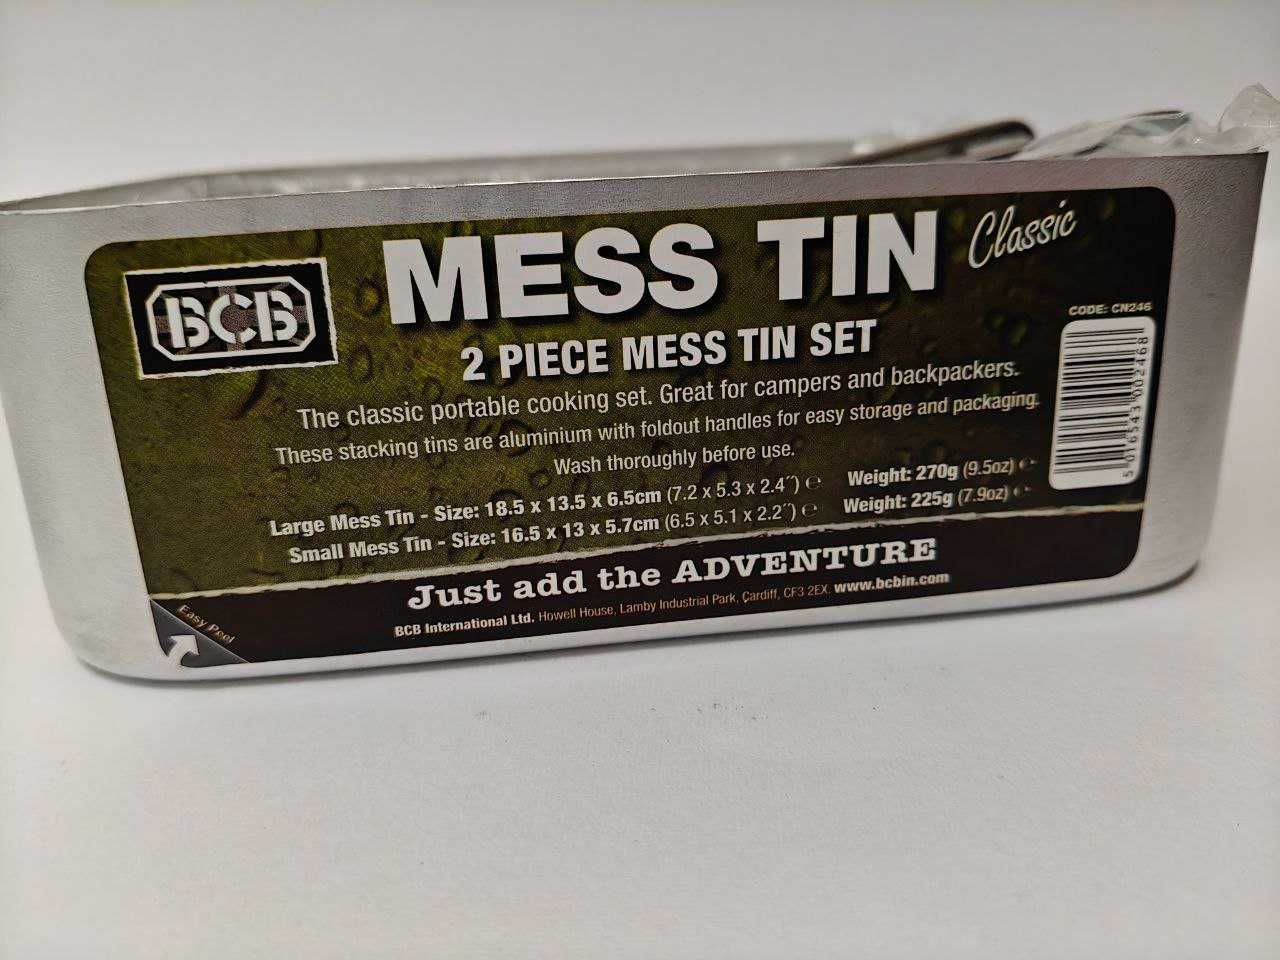 BCB
MESS TIN Classic
2 PIECE MESS TIN SET
The classic portable cooking set. Great for campers and backpackers.
These stacking tins are aluminium with foldout handles for easy storage and packaging.
Wash thoroughly before use.
Large Mess Tin - Size: 18.5 x 13.5 x 6.5cm (7.2 x 5.3 x 2.4˝) ℮ Weight: 270g (9.5oz) ℮
Small Mess Tin - Size: 16.5 x 13 x 5.7cm (6.5 x 5.1 x 2.2˝) ℮ Weight: 225g (7.9oz) ℮
CODE: CN246
5 016343 002468
Just add the ADVENTURE
BCB International Ltd. Howell House, Lamby Industrial Park, Cardiff, CF3 2EX. www.bcbin.com
Easy Peel